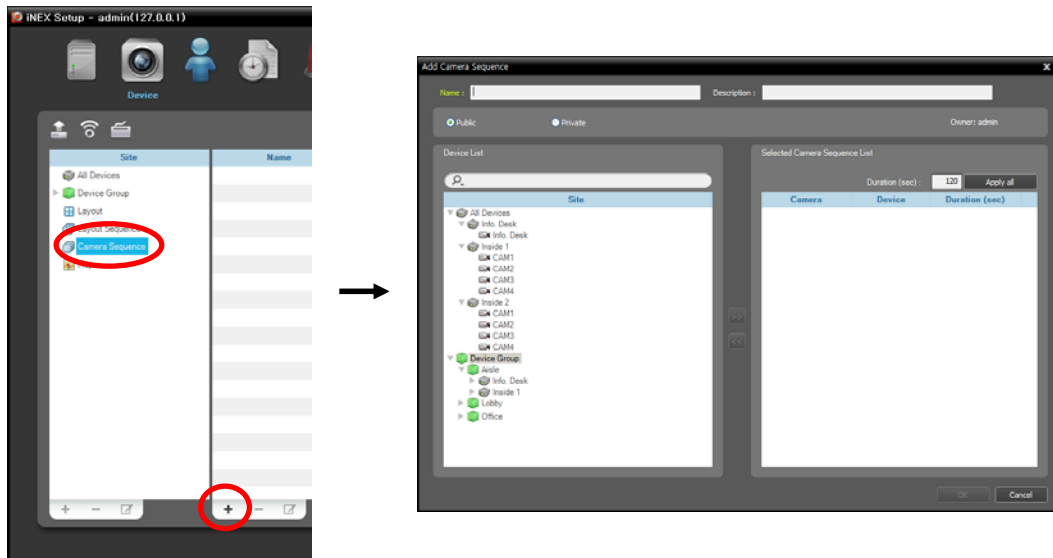 iNEX Setup - admin(127.0.0.1)
Device
Site
Name
All Devices
Device Group
Layout
Layout Sequence
Camera Sequence
Add Camera Sequence
x
Name :
Description :
Public
Private
Owner: admin
Device List
Selected Camera Sequence List
Duration (sec) :
120
Apply all
Site
Camera
Device
Duration (sec)
All Devices
Info. Desk
Info. Desk
Inside 1
CAM1
CAM2
CAM3
CAM4
Inside 2
CAM1
CAM2
CAM3
CAM4
Device Group
Aisle
Info. Desk
Inside 1
Lobby
Office
>>
<<
OK
Cancel